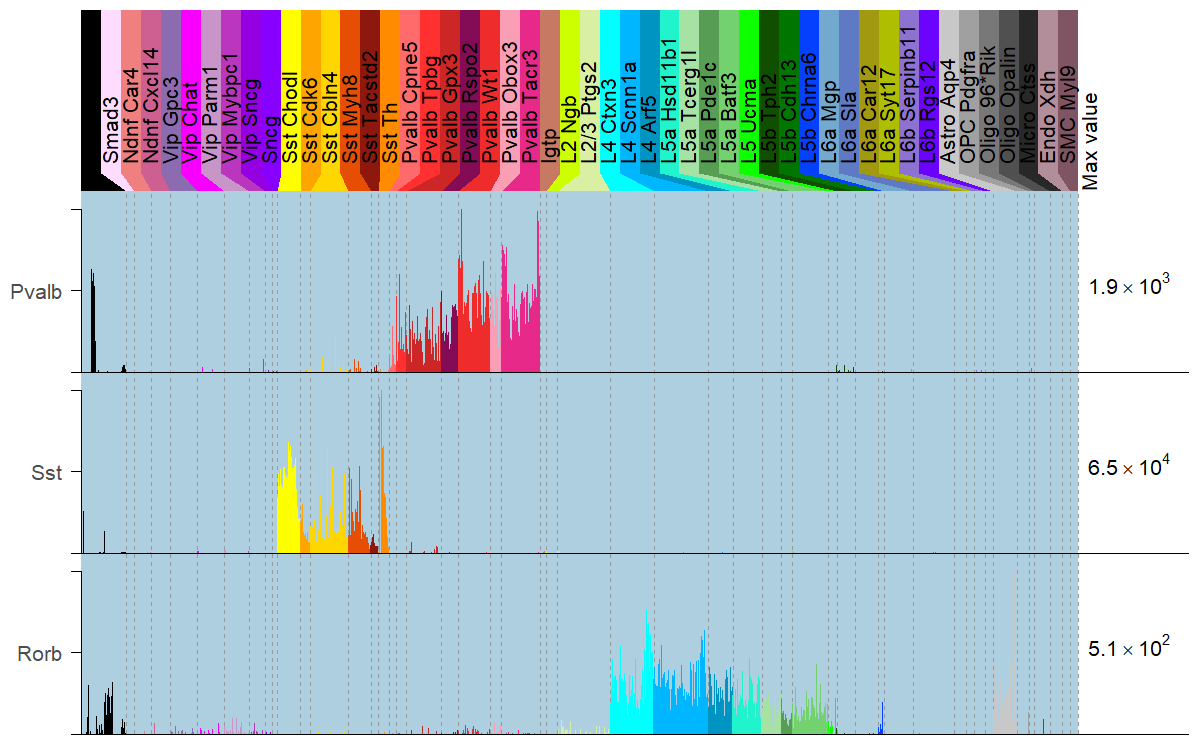 Smad3
Ndnf Car4
Ndnf Cxcl14
Vip Gpc3
Vip Chat
Vip Parm1
Vip Mybpc1
Vip Sncg
Sncg
Sst Chodl
Sst Cdk6
Sst Cbln4
Sst Myh8
Sst Tacstd2
Sst Th
Pvalb Cpne5
Pvalb Tpbg
Pvalb Gpx3
Pvalb Rspo2
Pvalb Wt1
Pvalb Obox3
Pvalb Tacr3
Igtp
L2 Ngb
L2/3 Ptgs2
L4 Ctxn3
L4 Scnn1a
L4 Arf5
L5a Hsd11b1
L5a Tcerg1l
L5a Pde1c
L5a Batf3
L5 Ucma
L5b Tph2
L5b Cdh13
L5b Chrna6
L6a Mgp
L6a Sla
L6a Car12
L6a Syt17
L6b Serpinb11
L6b Rgs12
Astro Aqp4
OPC Pdgfra
Oligo 96*Rik
Oligo Opalin
Micro Ctss
Endo Xdh
SMC Myl9
Max value
Pvalb
1.9 × 10³
Sst
6.5 × 10⁴
Rorb
5.1 × 10²